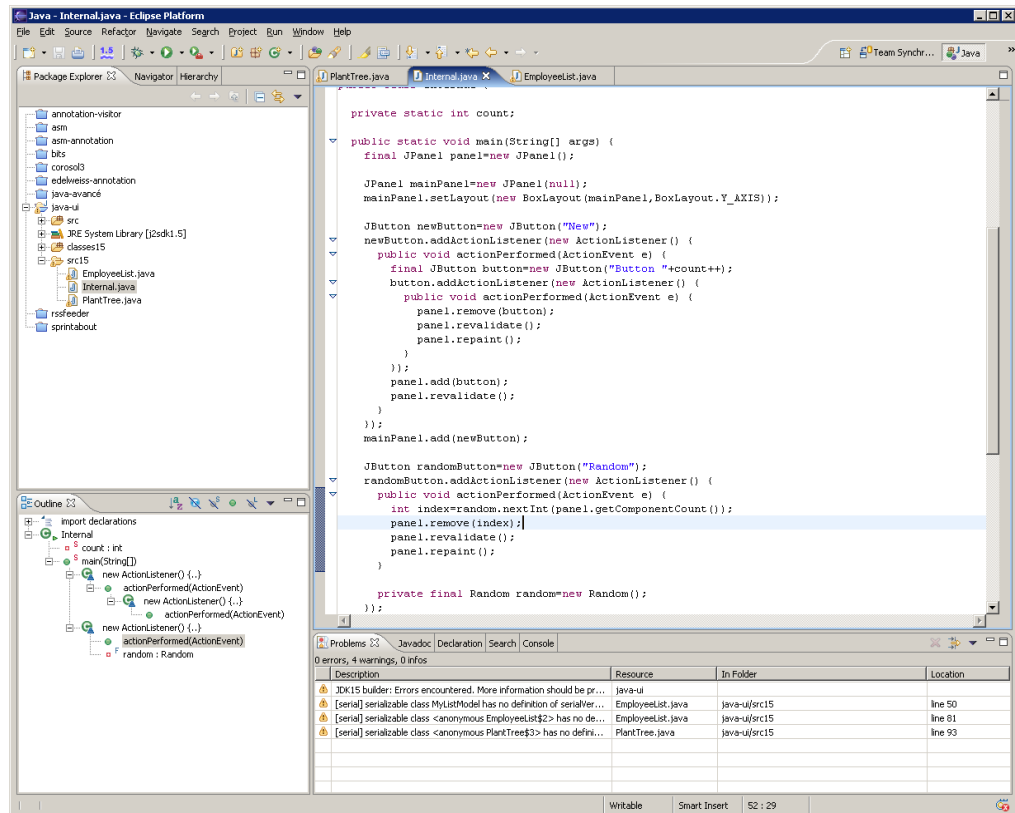 Java - Internal.java - Eclipse Platform
File Edit Source Refactor Navigate Search Project Run Window Help
1.5
Team Synchr...
Java
»
Package Explorer
Navigator
Hierarchy
annotation-visitor
asm
asm-annotation
bits
corosol3
edelweiss-annotation
java-avancé
java-ui
src
JRE System Library [j2sdk1.5]
classes15
src15
EmployeeList.java
Internal.java
PlantTree.java
rssfeeder
sprintabout
Outline
import declarations
Internal
count : int
main(String[])
new ActionListener() {..}
actionPerformed(ActionEvent)
new ActionListener() {..}
actionPerformed(ActionEvent)
new ActionListener() {..}
actionPerformed(ActionEvent)
random : Random
PlantTree.java
Internal.java
EmployeeList.java
private static int count;
public static void main(String[] args) {
final JPanel panel=new JPanel();
JPanel mainPanel=new JPanel(null);
mainPanel.setLayout(new BoxLayout(mainPanel,BoxLayout.Y_AXIS));
JButton newButton=new JButton("New");
newButton.addActionListener(new ActionListener() {
public void actionPerformed(ActionEvent e) {
final JButton button=new JButton("Button "+count++);
button.addActionListener(new ActionListener() {
public void actionPerformed(ActionEvent e) {
panel.remove(button);
panel.revalidate();
panel.repaint();
}
});
panel.add(button);
panel.revalidate();
}
});
mainPanel.add(newButton);
JButton randomButton=new JButton("Random");
randomButton.addActionListener(new ActionListener() {
public void actionPerformed(ActionEvent e) {
int index=random.nextInt(panel.getComponentCount());
panel.remove(index);
panel.revalidate();
panel.repaint();
}
private final Random random=new Random();
});
Problems
Javadoc
Declaration
Search
Console
0 errors, 4 warnings, 0 infos
Description Resource In Folder Location
JDK15 builder: Errors encountered. More information should be pr... java-ui
[serial] serializable class MyListModel has no definition of serialVer... EmployeeList.java java-ui/src15 line 50
[serial] serializable class <anonymous EmployeeList$2> has no de... EmployeeList.java java-ui/src15 line 81
[serial] serializable class <anonymous PlantTree$3> has no defini... PlantTree.java java-ui/src15 line 93
Writable Smart Insert 52 : 29